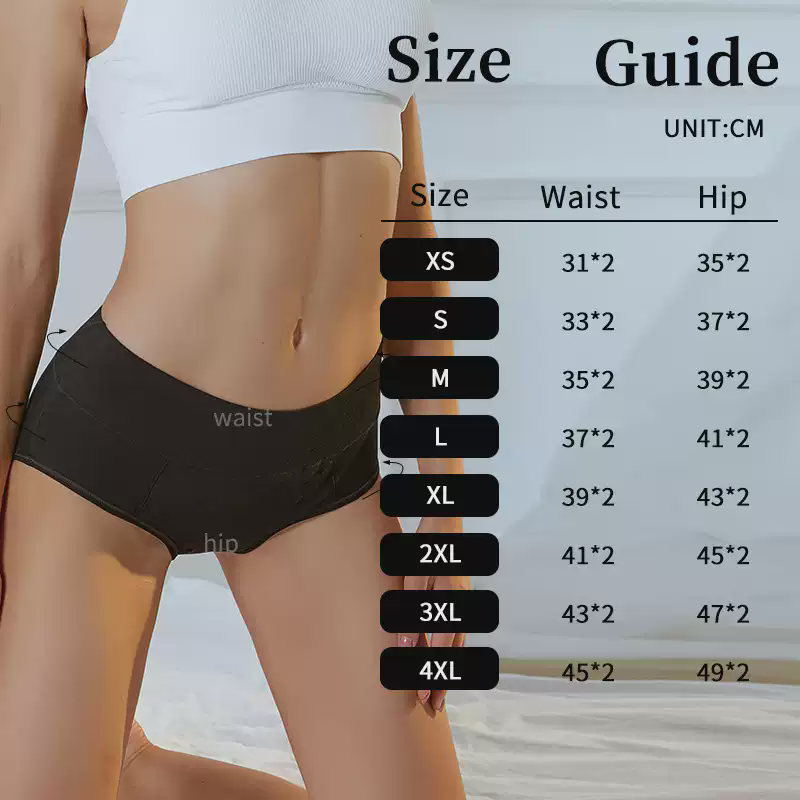 Size Guide
UNIT:CM
Size Waist Hip
XS 31*2 35*2
S 33*2 37*2
M 35*2 39*2
L 37*2 41*2
XL 39*2 43*2
2XL 41*2 45*2
3XL 43*2 47*2
4XL 45*2 49*2
waist
hip